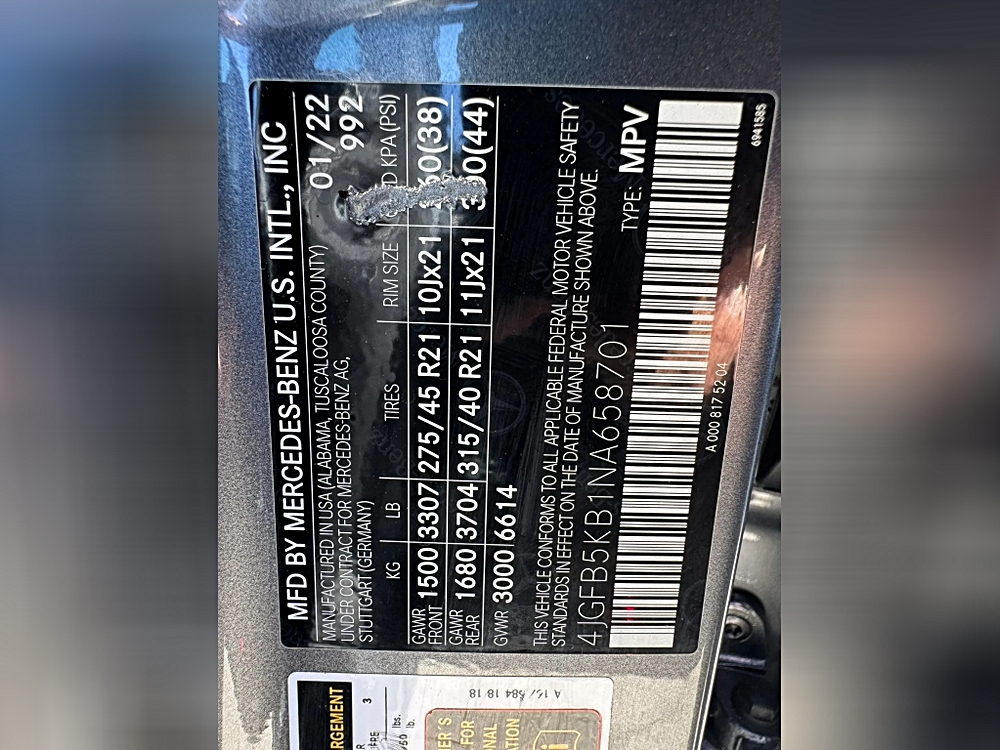 MFD BY MERCEDES-BENZ U.S. INTL., INC
MANUFACTURED IN USA (ALABAMA, TUSCALOOSA COUNTY) 01/22
UNDER CONTRACT FOR MERCEDES-BENZ AG, 992
STUTTGART (GERMANY)
KG LB TIRES RIM SIZE KPA (PSI)
GAWR FRONT 1500 3307 275/45 R21 10Jx21 (38)
GAWR REAR 1680 3704 315/40 R21 11Jx21 (44)
GVWR 3000 6614
THIS VEHICLE CONFORMS TO ALL APPLICABLE FEDERAL MOTOR VEHICLE SAFETY
STANDARDS IN EFFECT ON THE DATE OF MANUFACTURE SHOWN ABOVE.
4JGFB5KB1NA658701 TYPE: MPV
A 000 817 52 04
6941585
3
lbs.
lb.